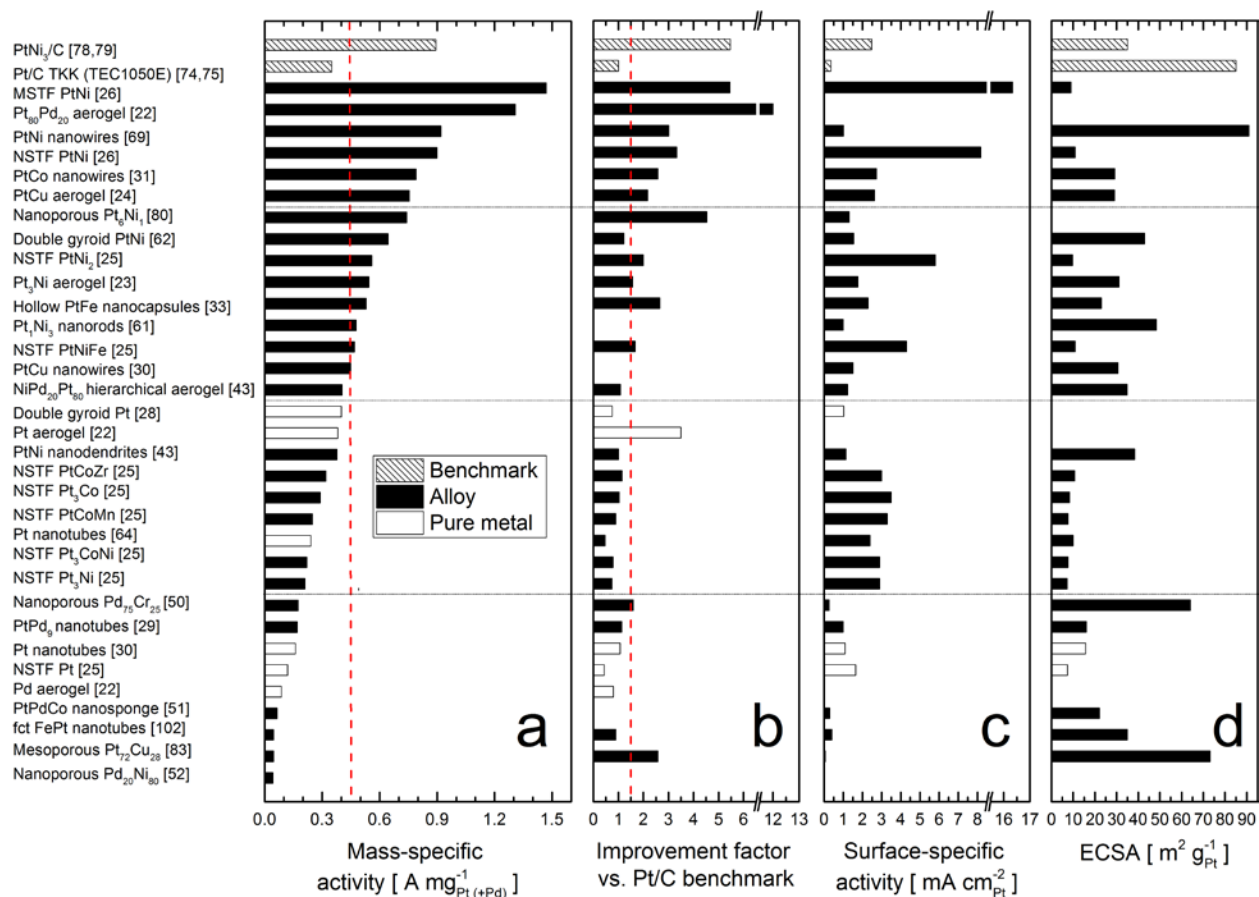 PtNi₃/C [78,79]
Pt/C TKK (TEC1050E) [74,75]
MSTF PtNi [26]
Pt₈₀Pd₂₀ aerogel [22]
PtNi nanowires [69]
NSTF PtNi [26]
PtCo nanowires [31]
PtCu aerogel [24]
Nanoporous Pt₆Ni₁ [80]
Double gyroid PtNi [62]
NSTF PtNi₂ [25]
Pt₃Ni aerogel [23]
Hollow PtFe nanocapsules [33]
Pt₁Ni₃ nanorods [61]
NSTF PtNiFe [25]
PtCu nanowires [30]
NiPd₂₀Pt₈₀ hierarchical aerogel [43]
Double gyroid Pt [28]
Pt aerogel [22]
PtNi nanodendrites [43]
NSTF PtCoZr [25]
NSTF Pt₃Co [25]
NSTF PtCoMn [25]
Pt nanotubes [64]
NSTF Pt₃CoNi [25]
NSTF Pt₃Ni [25]
Nanoporous Pd₇₅Cr₂₅ [50]
PtPd₉ nanotubes [29]
Pt nanotubes [30]
NSTF Pt [25]
Pd aerogel [22]
PtPdCo nanosponge [51]
fct FePt nanotubes [102]
Mesoporous Pt₇₂Cu₂₈ [83]
Nanoporous Pd₂₀Ni₈₀ [52]
Benchmark
Alloy
Pure metal
a
b
c
d
0.0 0.3 0.6 0.9 1.2 1.5
0 1 2 3 4 5 6 12 13
0 1 2 3 4 5 6 7 8 16 17
0 10 20 30 40 50 60 70 80 90
Mass-specific
activity [ A mg⁻¹Pt (+Pd) ]
Improvement factor
vs. Pt/C benchmark
Surface-specific
activity [ mA cm⁻²Pt ]
ECSA [ m² g⁻¹Pt ]